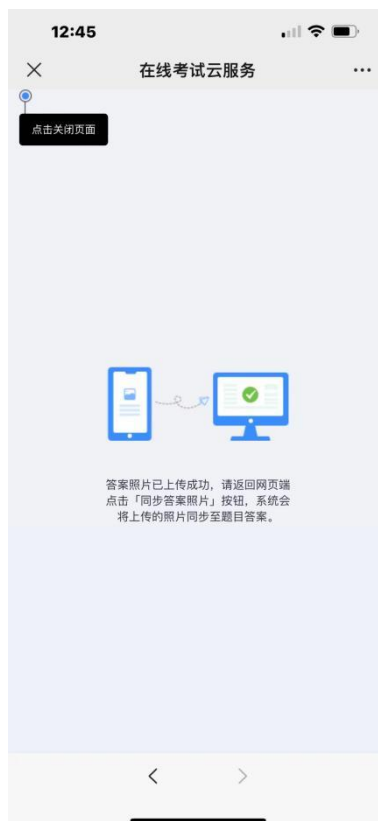 12:45
在线考试云服务
点击关闭页面
答案照片已上传成功，请返回网页端
点击「同步答案照片」按钮，系统会
将上传的照片同步至题目答案。